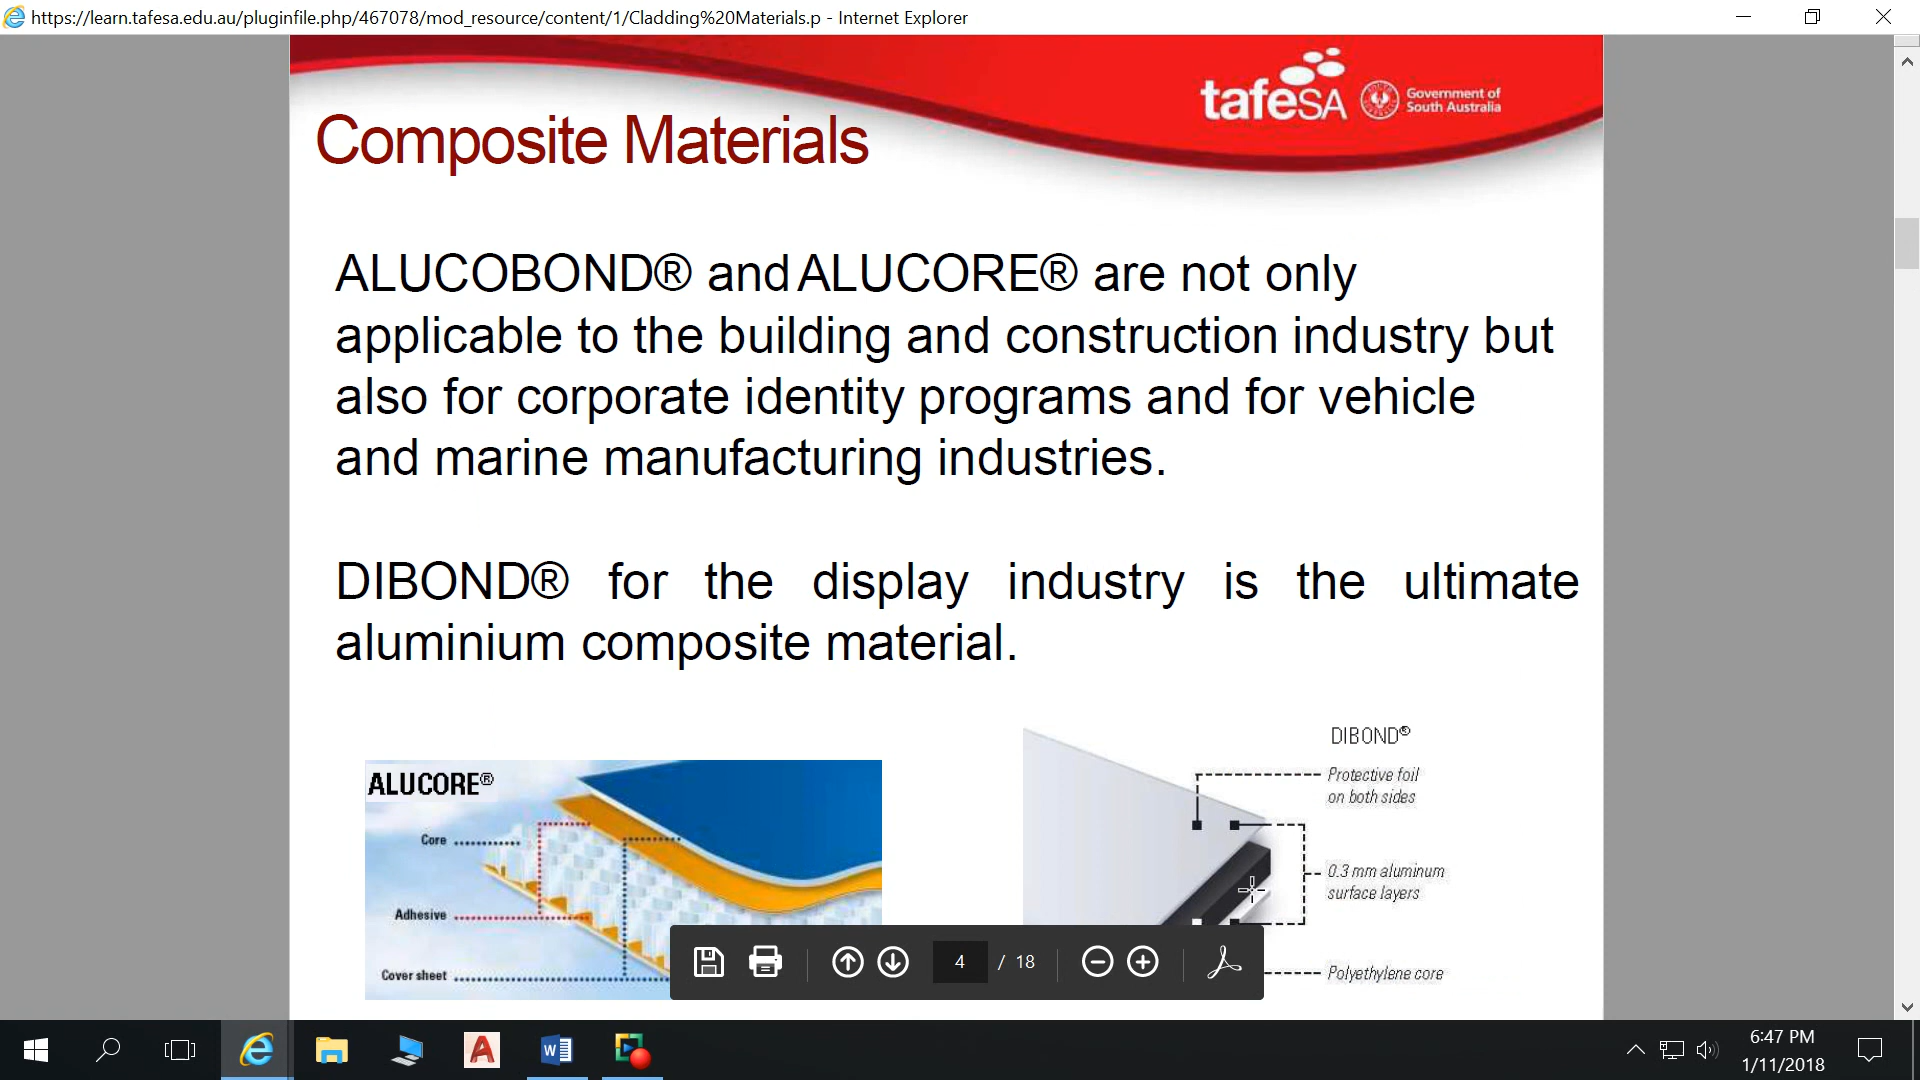 https://learn.tafesa.edu.au/pluginfile.php/467078/mod_resource/content/1/Cladding%20Materials.p - Internet Explorer
tafeSA
Government of
South Australia
Composite Materials
ALUCOBOND® and ALUCORE® are not only
applicable to the building and construction industry but
also for corporate identity programs and for vehicle
and marine manufacturing industries.
DIBOND® for the display industry is the ultimate
aluminium composite material.
ALUCORE®
Core
Adhesive
Cover sheet
DIBOND®
Protective foil
on both sides
0.3 mm aluminum
surface layers
Polyethylene core
4 / 18
6:47 PM
1/11/2018